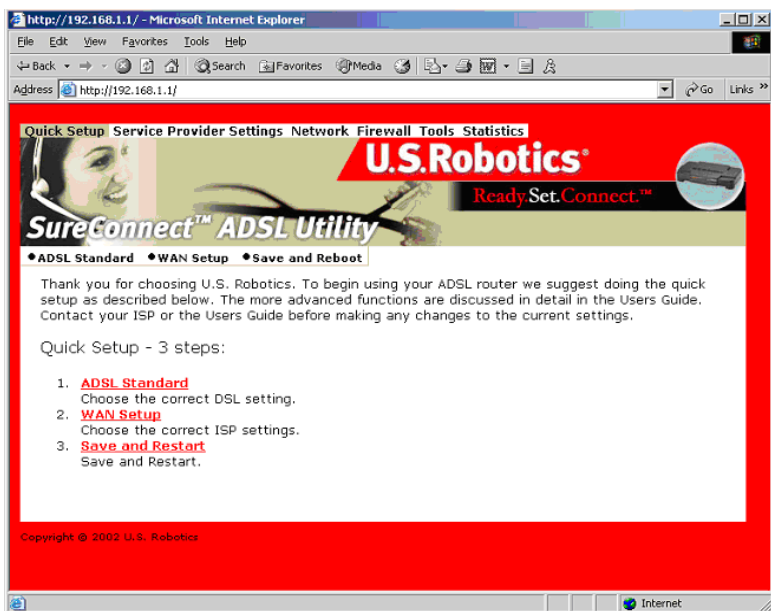 http://192.168.1.1/ - Microsoft Internet Explorer
File Edit View Favorites Tools Help
Back Search Favorites Media
Address http://192.168.1.1/ Go Links »
Quick Setup Service Provider Settings Network Firewall Tools Statistics
U.S.Robotics®
Ready.Set.Connect.™
SureConnect™ ADSL Utility
•ADSL Standard •WAN Setup •Save and Reboot
Thank you for choosing U.S. Robotics. To begin using your ADSL router we suggest doing the quick
setup as described below. The more advanced functions are discussed in detail in the Users Guide.
Contact your ISP or the Users Guide before making any changes to the current settings.
Quick Setup - 3 steps:
1. ADSL Standard
Choose the correct DSL setting.
2. WAN Setup
Choose the correct ISP settings.
3. Save and Restart
Save and Restart.
Copyright © 2002 U.S. Robotics
Internet